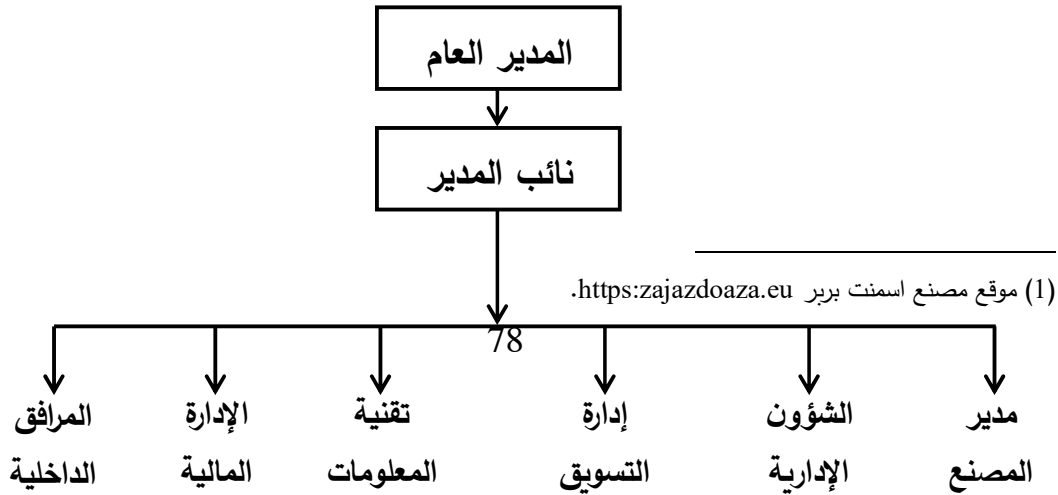 المدير العام
نائب المدير
(1) موقع مصنع اسمنت بربر https:zajazdoaza.eu.
78
مدير
المصنع
الشؤون
الإدارية
إدارة
التسويق
تقنية
المعلومات
الإدارة
المالية
المرافق
الداخلية